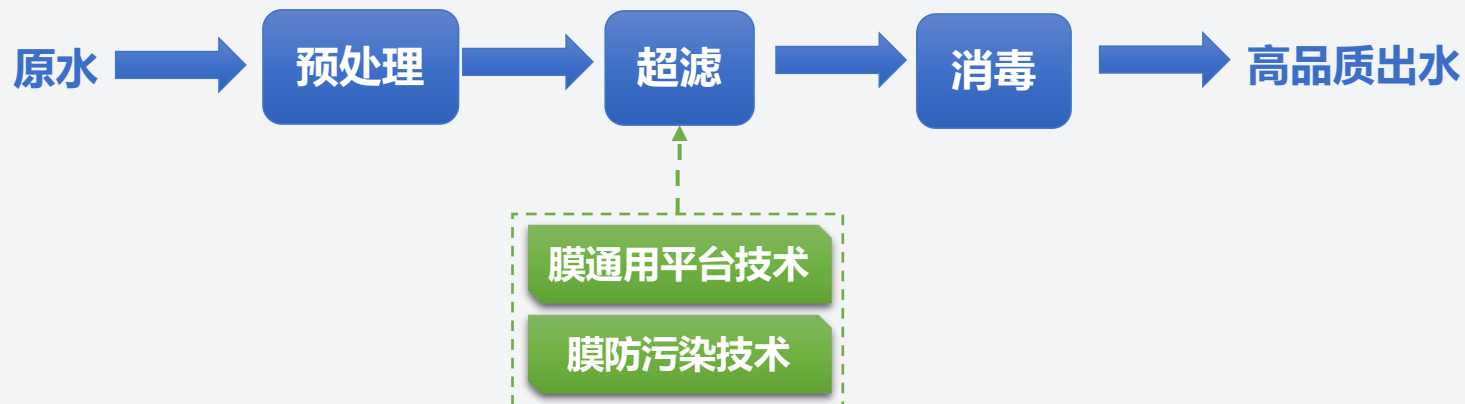 原水
预处理
超滤
消毒
高品质出水
膜通用平台技术
膜防污染技术